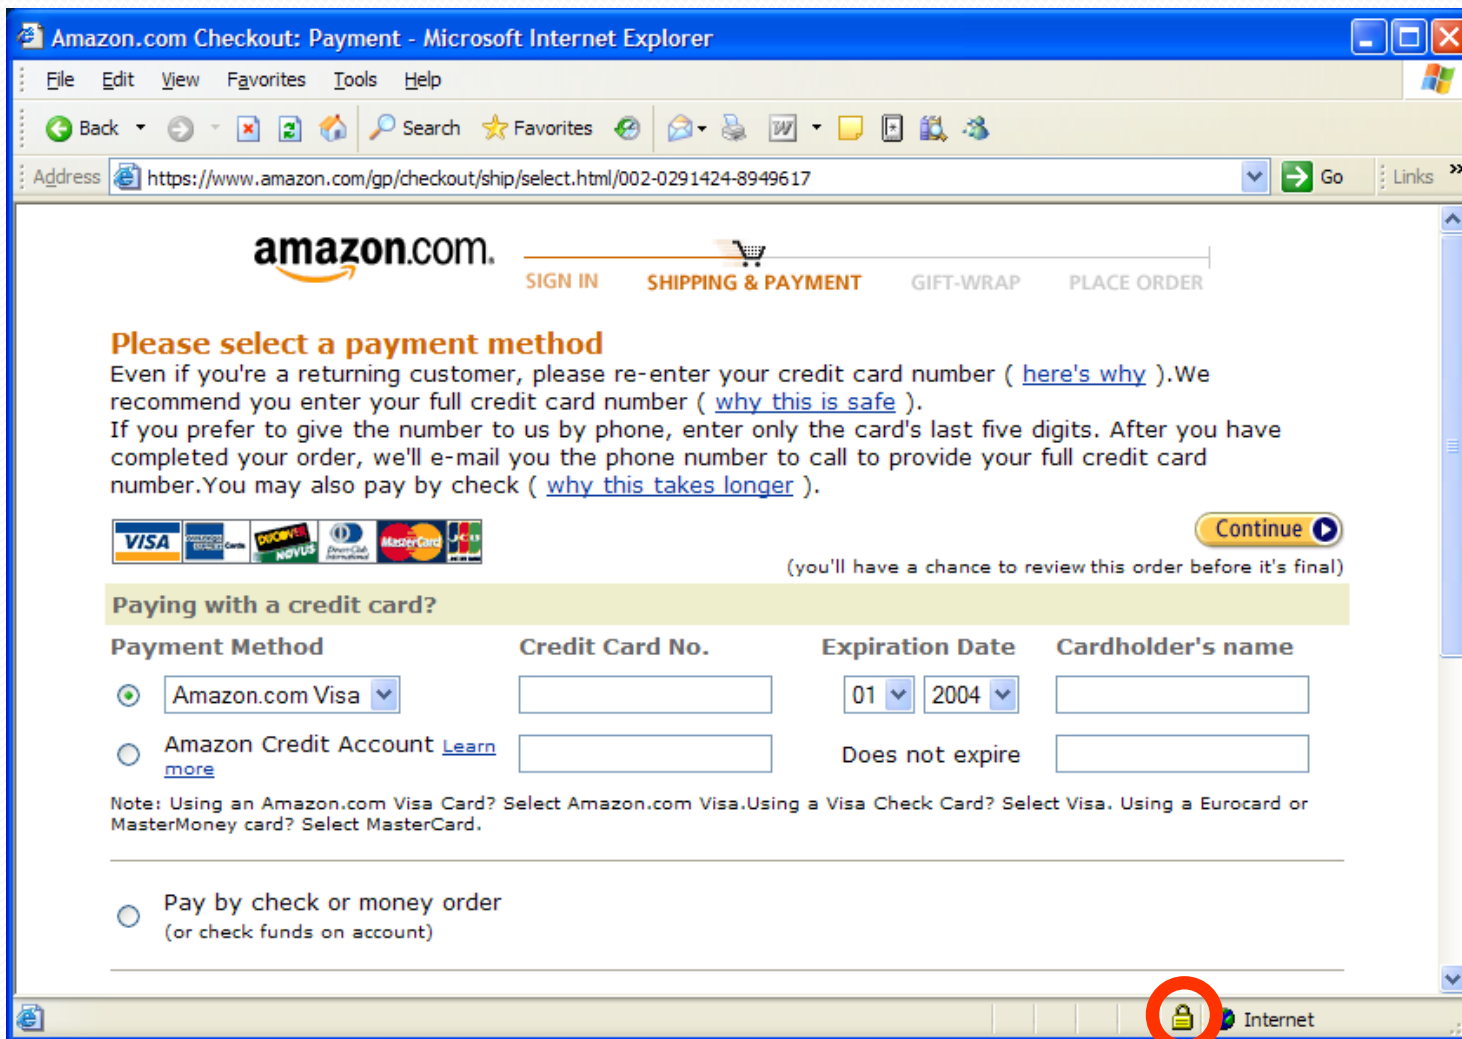 Amazon.com Checkout: Payment - Microsoft Internet Explorer
File Edit View Favorites Tools Help
Back Search Favorites
Address https://www.amazon.com/gp/checkout/ship/select.html/002-0291424-8949617 Go Links »
amazon.com.
SIGN IN SHIPPING & PAYMENT GIFT-WRAP PLACE ORDER
Please select a payment method
Even if you're a returning customer, please re-enter your credit card number ( here's why ).We
recommend you enter your full credit card number ( why this is safe ).
If you prefer to give the number to us by phone, enter only the card's last five digits. After you have
completed your order, we'll e-mail you the phone number to call to provide your full credit card
number.You may also pay by check ( why this takes longer ).
VISA Cards DISCOVER NOVUS Diners Club International MasterCard JCB
Continue
(you'll have a chance to review this order before it's final)
Paying with a credit card?
Payment Method Credit Card No. Expiration Date Cardholder's name
Amazon.com Visa 01 2004
Amazon Credit Account Learn
more
Does not expire
Note: Using an Amazon.com Visa Card? Select Amazon.com Visa.Using a Visa Check Card? Select Visa. Using a Eurocard or
MasterMoney card? Select MasterCard.
Pay by check or money order
(or check funds on account)
Internet